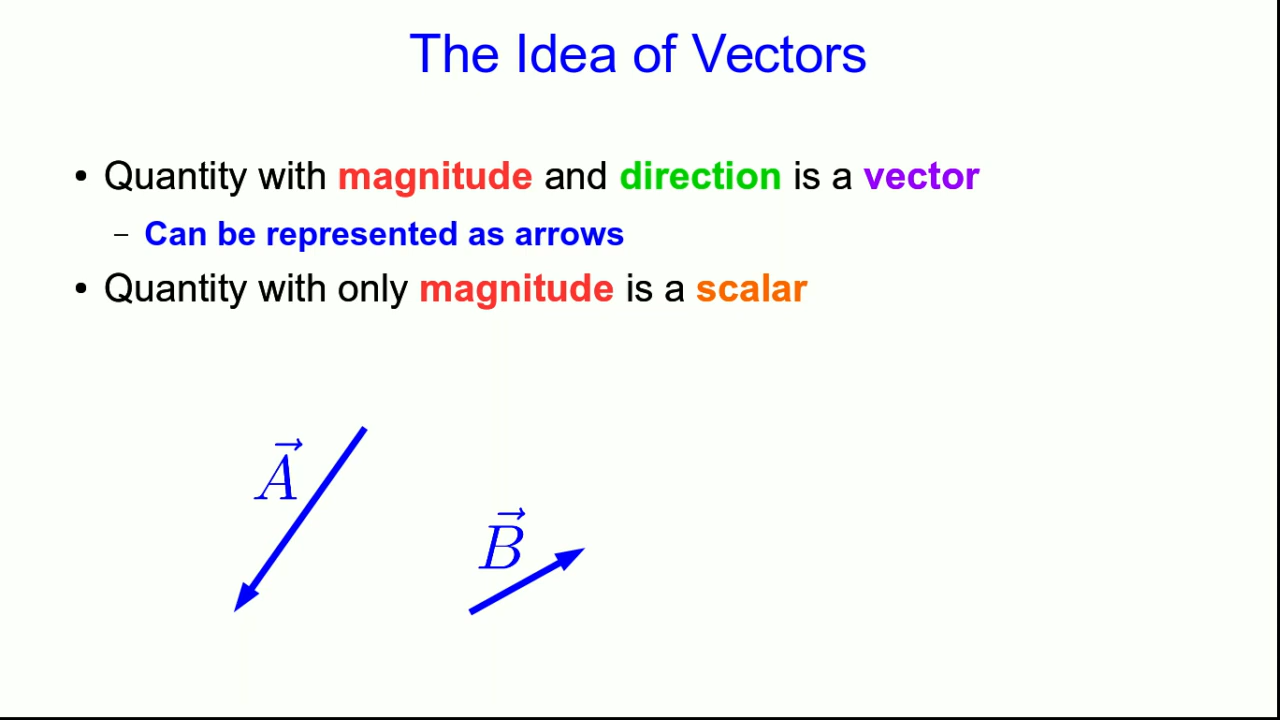 The Idea of Vectors
• Quantity with magnitude and direction is a vector
– Can be represented as arrows
• Quantity with only magnitude is a scalar
A⃗
B⃗